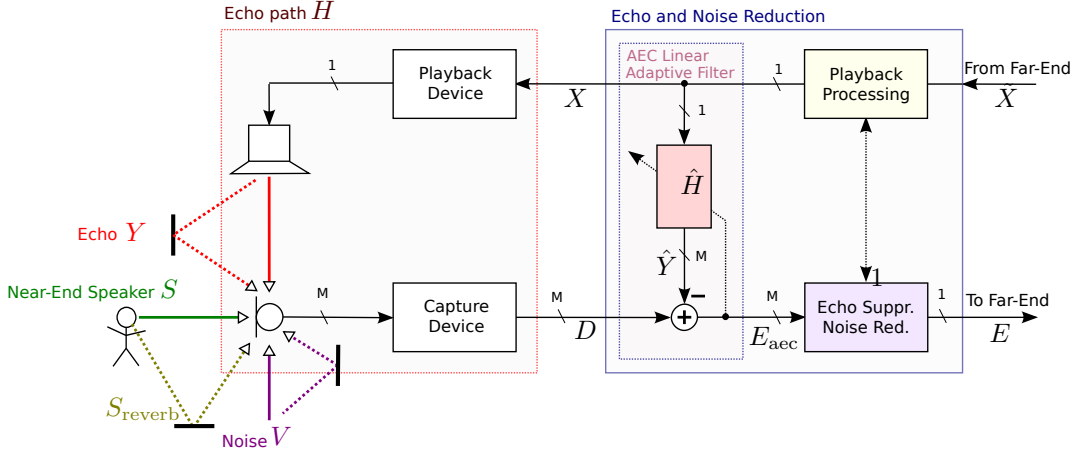 Echo path H
Echo and Noise Reduction
AEC Linear
Adaptive Filter
1
Playback
Device
X
1
1
Playback
Processing
From Far-End
X̂
Ĥ
Echo Y
Ŷ
M
Near-End Speaker S
M
Capture
Device
M
D
−
+
M
E_aec
1
Echo Suppr.
Noise Red.
1
To Far-End
E
S_reverb
Noise V